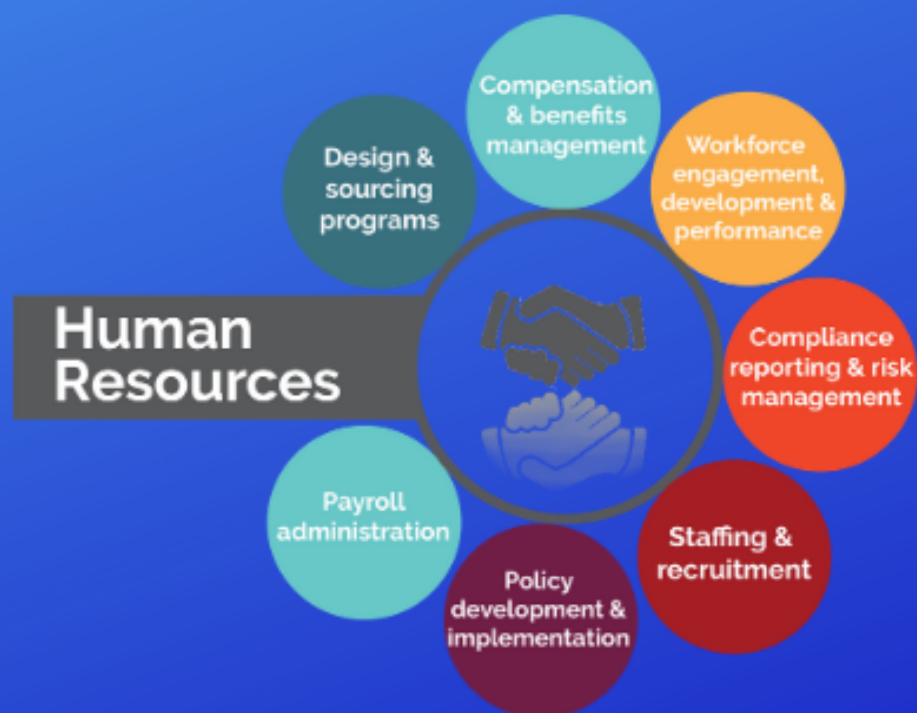 Human
Resources
Design &
sourcing
programs
Compensation
& benefits
management
Workforce
engagement,
development &
performance
Compliance
reporting & risk
management
Staffing &
recruitment
Policy
development &
implementation
Payroll
administration